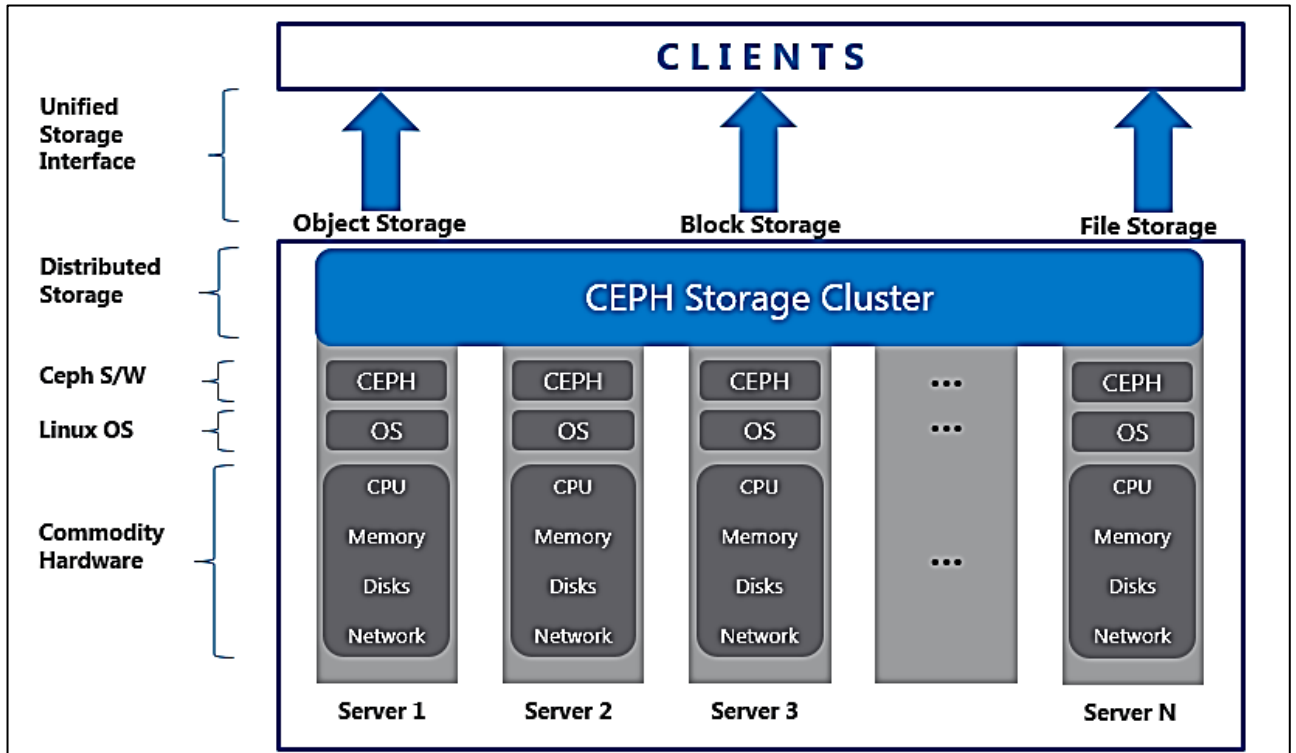 CLIENTS
Unified
Storage
Interface
Object Storage
Block Storage
File Storage
Distributed
Storage
CEPH Storage Cluster
Ceph S/W
CEPH
CEPH
CEPH
...
CEPH
Linux OS
OS
OS
OS
...
OS
Commodity
Hardware
CPU
Memory
Disks
Network
CPU
Memory
Disks
Network
CPU
Memory
Disks
Network
...
CPU
Memory
Disks
Network
Server 1
Server 2
Server 3
Server N